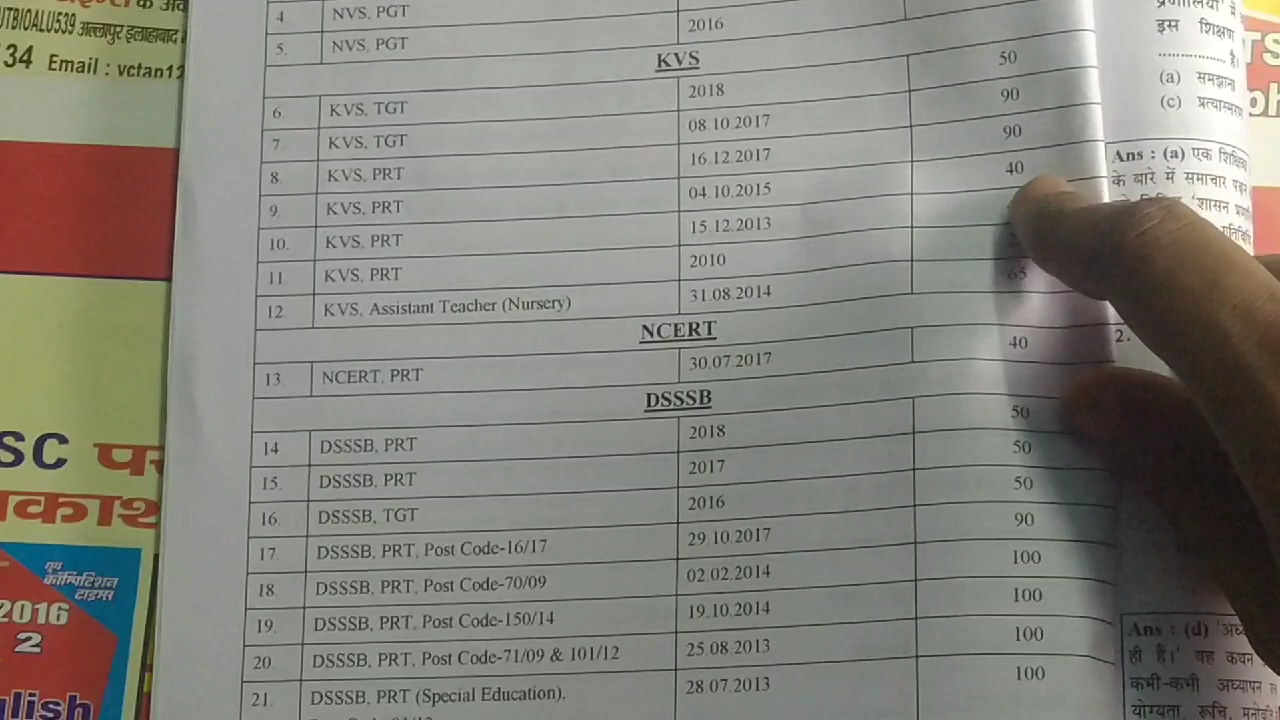 UTBIOALU539 अल्लापुर इलाहाबाद
34 Email : vctan12
SC
2016
2
glish
गूथ
कॉम्पिटिशन
टाइम्स
4 NVS, PGT
5. NVS, PGT 2016
KVS
6. KVS, TGT 2018 50
7. KVS, TGT 08.10.2017 90
8. KVS, PRT 16.12.2017 90
9. KVS, PRT 04.10.2015 40
10. KVS, PRT 15.12.2013
11 KVS, PRT 2010
12. KVS, Assistant Teacher (Nursery) 31.08.2014 65
NCERT
13 NCERT, PRT 30.07.2017 40
DSSSB
14 DSSSB, PRT 2018 50
15. DSSSB, PRT 2017 50
16. DSSSB, TGT 2016 50
17. DSSSB, PRT, Post Code-16/17 29.10.2017 90
18. DSSSB, PRT, Post Code-70/09 02.02.2014 100
19. DSSSB, PRT, Post Code-150/14 19.10.2014 100
20. DSSSB, PRT, Post Code-71/09 & 101/12 25.08.2013 100
21. DSSSB, PRT (Special Education). 28.07.2013 100
इस शिक्षण
................ है।
(a) समझाना
(c) प्रत्यास्मरण
Ans : (a) एक शिक्षिका
के बारे में समाचार पढ़ने
'शासन
2.
Ans : (d)
ही हैं।' यह कथन
कभी-कभी अध्यापन
योग्यता, रूचि,